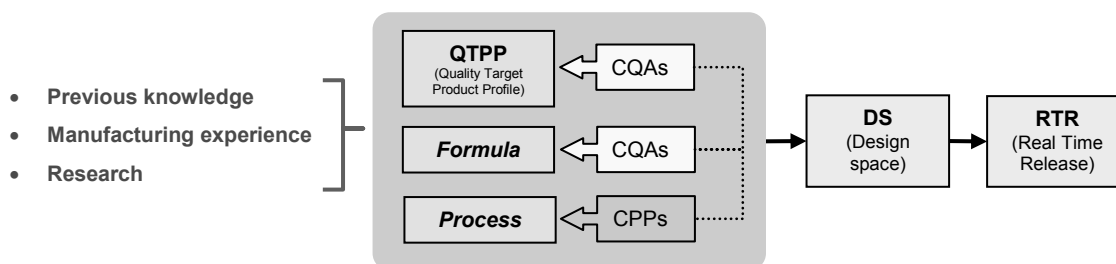 • Previous knowledge
• Manufacturing experience
• Research
QTPP
(Quality Target
Product Profile)
CQAs
Formula
CQAs
Process
CPPs
DS
(Design
space)
RTR
(Real Time
Release)